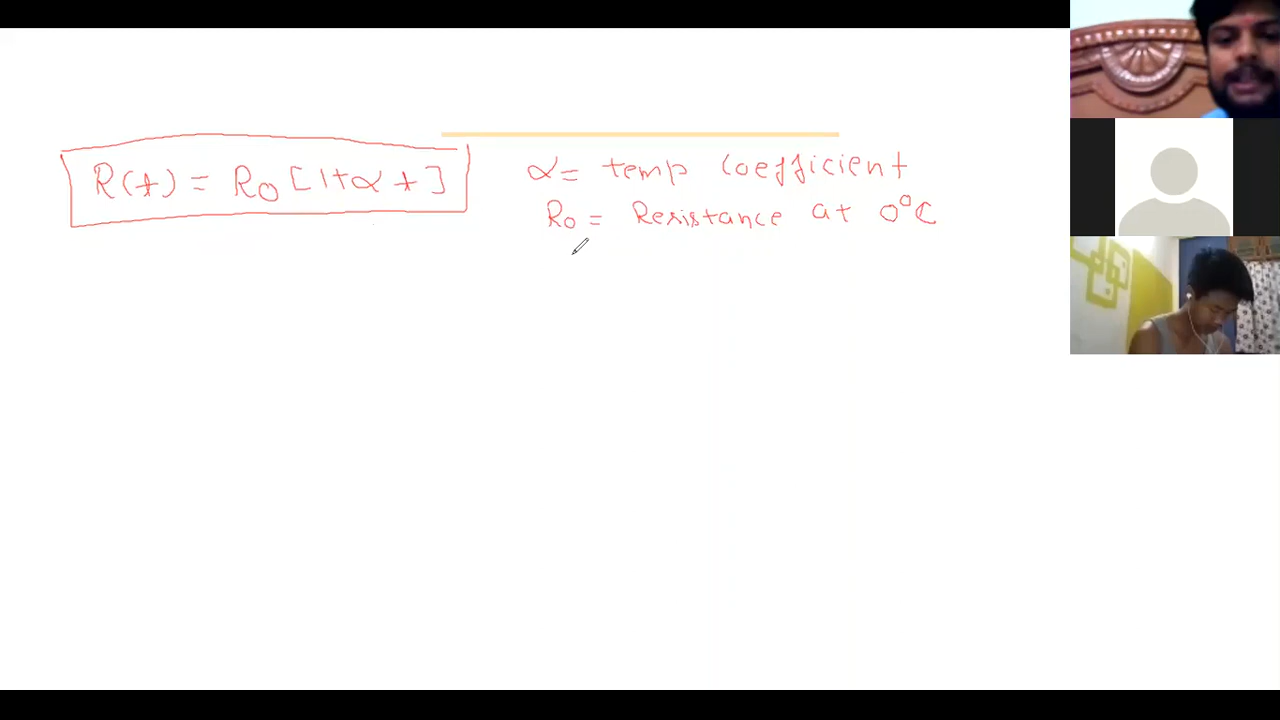 R(t) = R₀ [1+α t]
α = temp coefficient
R₀ = Resistance at 0°C